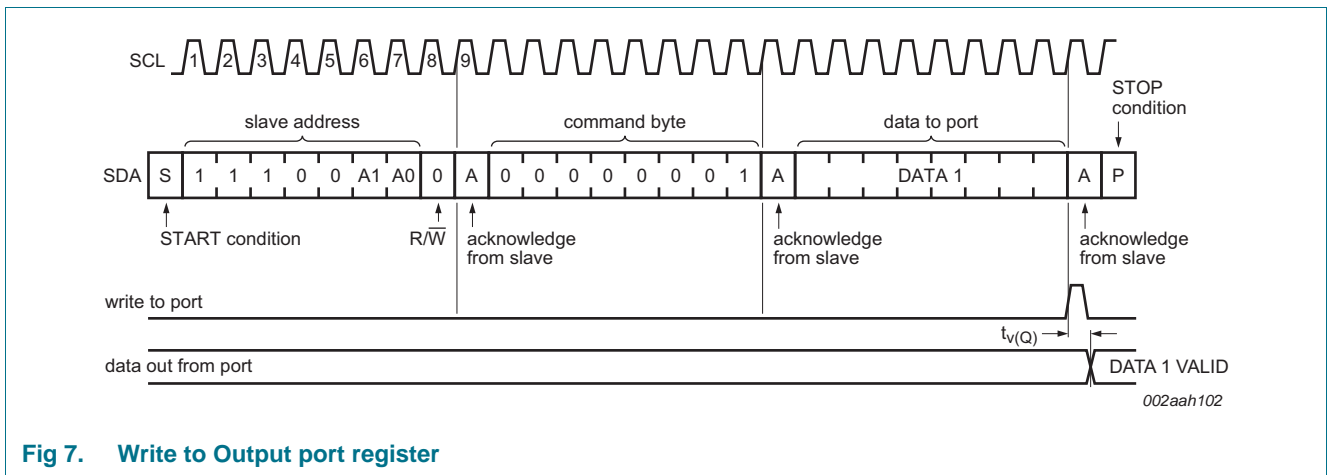 SCL 1 2 3 4 5 6 7 8 9
STOP
condition
slave address command byte data to port
SDA S 1 1 1 0 0 A1 A0 0 A 0 0 0 0 0 0 0 1 A DATA 1 A P
START condition R/W̅ acknowledge acknowledge acknowledge
from slave from slave from slave
write to port
tv(Q)
data out from port DATA 1 VALID
002aah102
Fig 7. Write to Output port register